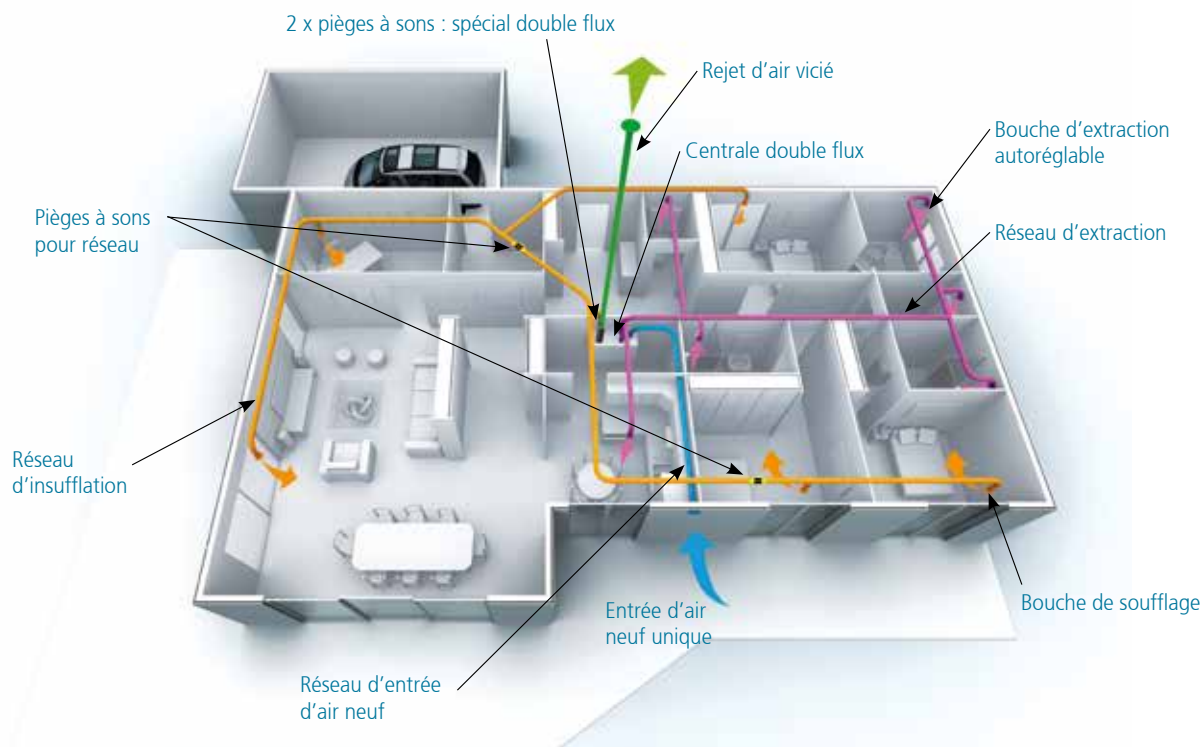 2 x pièges à sons : spécial double flux
Rejet d’air vicié
Centrale double flux
Bouche d’extraction
autoréglable
Réseau d’extraction
Pièges à sons
pour réseau
Réseau
d’insufflation
Entrée d’air
neuf unique
Bouche de soufflage
Réseau d’entrée
d’air neuf